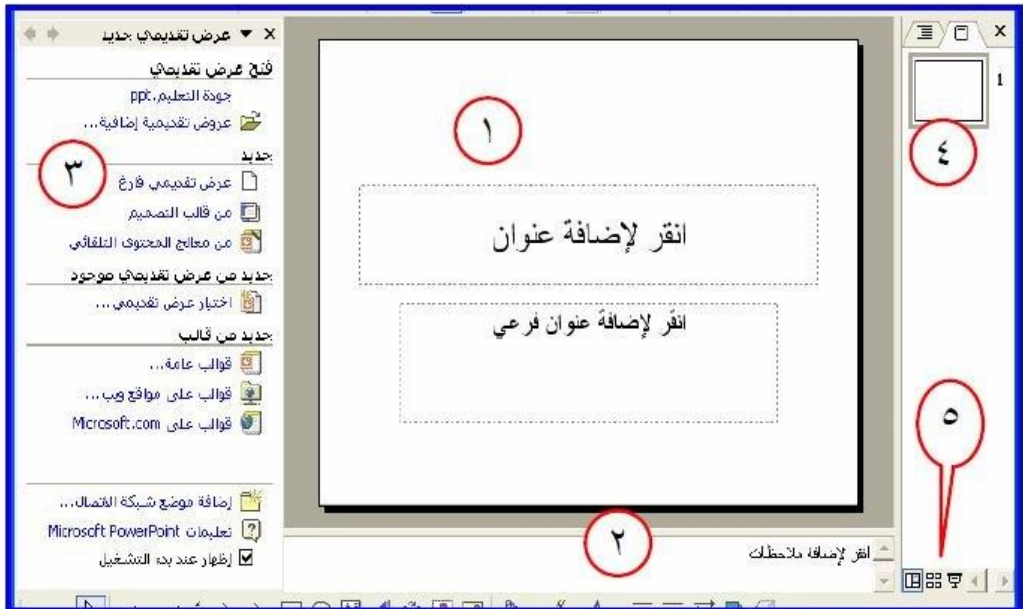 1
٤
٥
١
انقر لإضافة عنوان
انقر لإضافة عنوان فرعي
٢
انقر لإضافة ملاحظات
عرض تقديمي جديد
فتح عرض تقديمي
جودة التعليم.ppt
عروض تقديمية إضافية...
جديد
٣
عرض تقديمي فارغ
من قالب التصميم
من معالج المحتوى التلقائي
جديد من عرض تقديمي موجود
اختيار عرض تقديمي...
جديد من قالب
قوالب عامة...
قوالب على مواقع ويب...
قوالب على Microsoft.com
إضافة موضع شبكة اتصال...
تعليمات Microsoft PowerPoint
إظهار عند بدء التشغيل